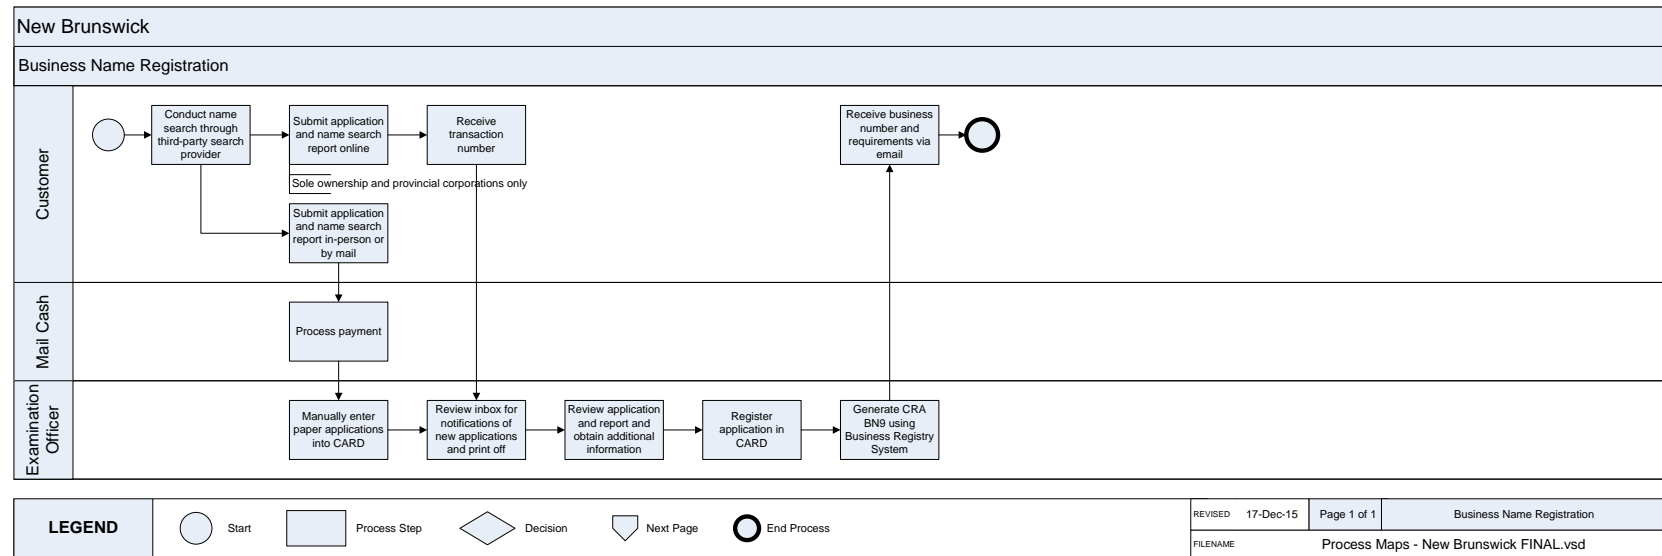 New Brunswick
Business Name Registration
Customer
Conduct name
search through
third-party search
provider
Submit application
and name search
report online
Receive
transaction
number
Receive business
number and
requirements via
email
Sole ownership and provincial corporations only
Submit application
and name search
report in-person or
by mail
Mail Cash
Process payment
Examination
Officer
Manually enter
paper applications
into CARD
Review inbox for
notifications of
new applications
and print off
Review application
and report and
obtain additional
information
Register
application in
CARD
Generate CRA
BN9 using
Business Registry
System
LEGEND
Start
Process Step
Decision
Next Page
End Process
REVISED 17-Dec-15 Page 1 of 1 Business Name Registration
FILENAME Process Maps - New Brunswick FINAL.vsd